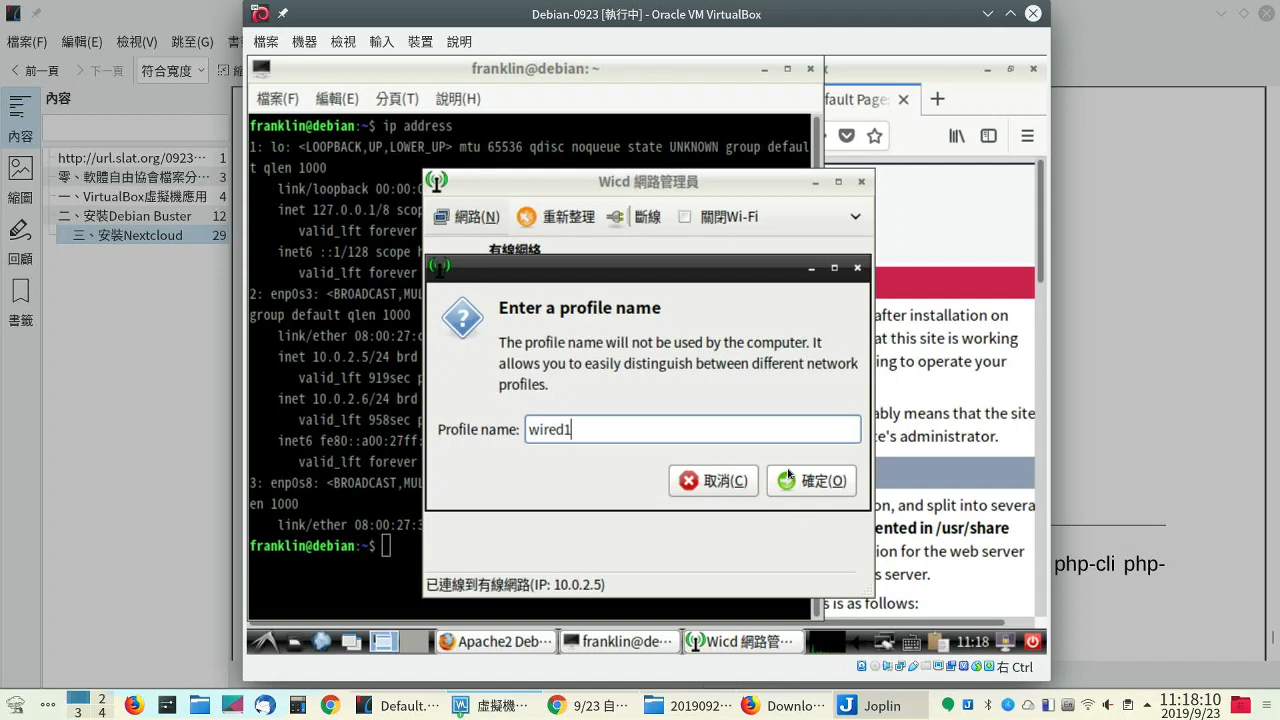 Debian-0923 [執行中] - Oracle VM VirtualBox
檔案(F) 編輯(E) 檢視(V) 跳至(G)
檔案 機器 檢視 輸入 裝置 說明
前一頁 下一頁 符合寬度
內容
內容
縮圖
回顧
書籤
http://url.slat.org/0923··· 1
零、軟體自由協會檔案分··· 3
一、VirtualBox虛擬機應用 4
二、安裝Debian Buster 12
三、安裝Nextcloud 29
franklin@debian: ~
檔案(F) 編輯(E) 分頁(T) 說明(H)
franklin@debian:~$ ip address
1: lo: <LOOPBACK,UP,LOWER_UP> mtu 65536 qdisc noqueue state UNKNOWN group defaul
t qlen 1000
link/loopback 00:00:
inet 127.0.0.1/8 scop
valid_lft forever
inet6 ::1/128 scope h
valid_lft forever
2: enp0s3: <BROADCAST,MUL
group default qlen 1000
link/ether 08:00:27:
inet 10.0.2.5/24 brd
valid_lft 919sec p
inet 10.0.2.6/24 brd
valid_lft 958sec p
inet6 fe80::a00:27ff:
valid_lft forever
3: enp0s8: <BROADCAST,MUL
en 1000
link/ether 08:00:27:3
franklin@debian:~$
Wicd 網路管理員
網路(N) 重新整理 斷線 關閉Wi-Fi
有線網絡
Enter a profile name
The profile name will not be used by the computer. It
allows you to easily distinguish between different network
profiles.
Profile name: wired1
取消(C) 確定(O)
已連線到有線網路(IP: 10.0.2.5)
fault Page:
after installation on
at this site is working
ing to operate your
ably means that the site
e's administrator.
on, and split into severa
ented in /usr/share
ion for the web server
s server.
s is as follows:
php-cli php-
Apache2 Deb··· franklin@de··· Wicd 網路管··· 11:18
右 Ctrl
3 2 4 Default.··· 虛擬機··· 9/23 自··· 2019092··· Downlo··· Joplin 11:18:10
2019/9/23